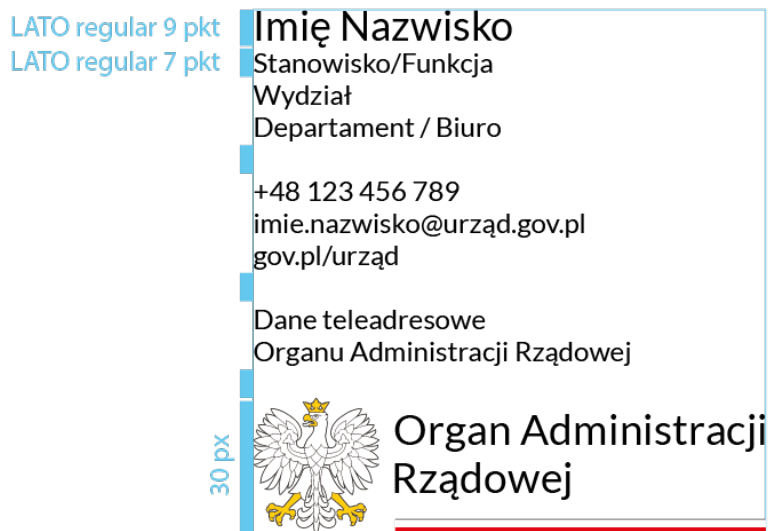 LATO regular 9 pkt
Imię Nazwisko
LATO regular 7 pkt
Stanowisko/Funkcja
Wydział
Departament / Biuro
+48 123 456 789
imie.nazwisko@urząd.gov.pl
gov.pl/urząd
Dane teleadresowe
Organu Administracji Rządowej
30 px
Organ Administracji
Rządowej